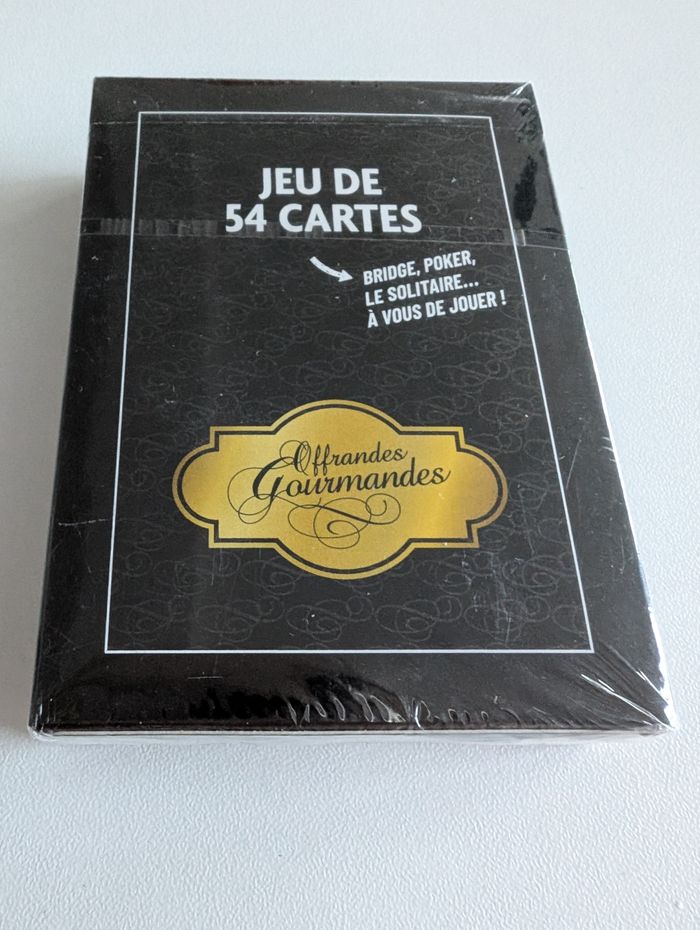 JEU DE
54 CARTES
BRIDGE, POKER,
LE SOLITAIRE...
À VOUS DE JOUER !
Offrandes
Gourmandes